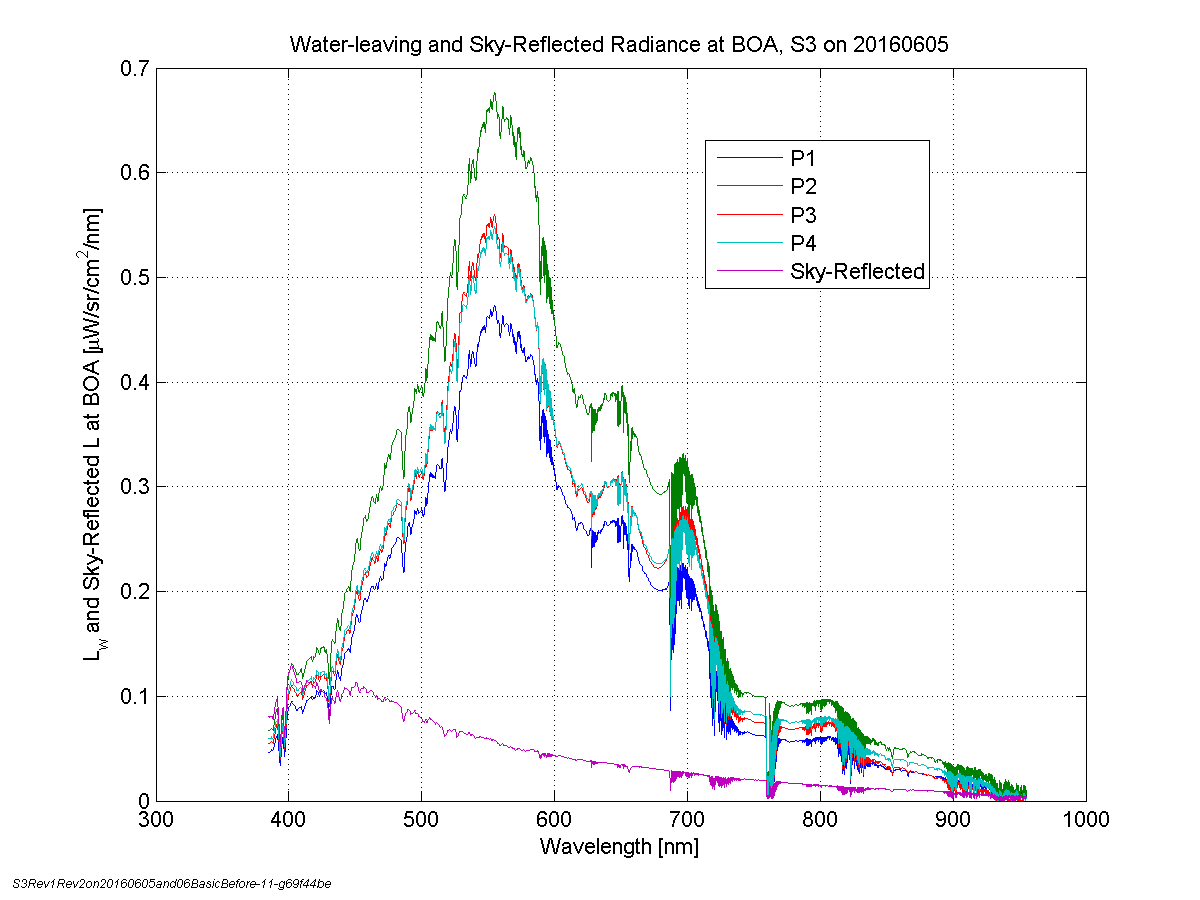 Water-leaving and Sky-Reflected Radiance at BOA, S3 on 20160605
0.7
0.6
0.5
0.4
0.3
0.2
0.1
0
L_w and Sky-Reflected L at BOA [μW/sr/cm²/nm]
P1
P2
P3
P4
Sky-Reflected
300 400 500 600 700 800 900 1000
Wavelength [nm]
S3Rev1Rev2on20160605and06BasicBefore-11-g69f44be